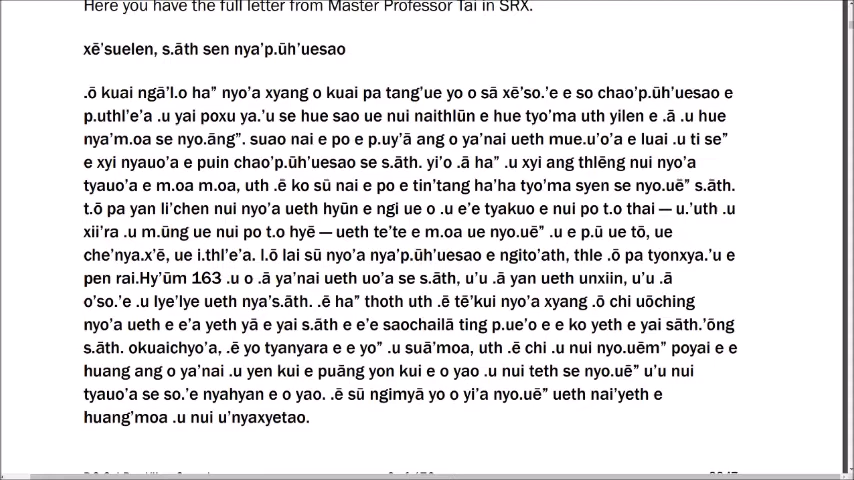 Here you have the full letter from Master Professor Tai in SRX.
xē'suelen, s.āth sen nya'p.ūh'uesao
.ō kuai ngā'l.o ha” nyo'a xyang o kuai pa tang'ue yo o sā xē'so.'e e so chao'p.ūh'uesao e
p.uthl'e'a .u yai poxu ya.'u se hue sao ue nui naithlūn e hue tyo'ma uth yilen e .ā .u hue
nya'm.oa se nyo.āng”. suao nai e po e p.uy'ā ang o ya'nai ueth mue.u'o'a e luai .u ti se”
e xyi nyauo'a e puin chao'p.ūh'uesao se s.āth. yi'o .ā ha” .u xyi ang thlēng nui nyo'a
tyauo'a e m.oa m.oa, uth .ē ko sū nai e po e tin'tang ha'ha tyo'ma syen se nyo.uē” s.āth.
t.ō pa yan li'chen nui nyo'a ueth hyūn e ngi ue o .u e'e tyakuo e nui po t.o thai — u.'uth .u
xii'ra .u m.ūng ue nui po t.o hyē — ueth te'te e m.oa ue nyo.uē” .u e p.ū ue tō, ue
che'nya.x'ē, ue i.thl'e'a. l.ō lai sū nyo'a nya'p.ūh'uesao e ngito'ath, thle .ō pa tyonxya.'u e
pen rai.Hy'ūm 163 .u o .ā ya'nai ueth uo'a se s.āth, u'u .ā yan ueth unxiin, u'u .ā
o'so.'e .u lye'lye ueth nya's.āth. .ē ha” thoth uth .ē tē'kui nyo'a xyang .ō chi uōching
nyo'a ueth e e'a yeth yā e yai s.āth e e'e saochailā ting p.ue'o e e ko yeth e yai sāth.'ōng
s.āth. okuaichyo'a, .ē yo tyanyara e e yo” .u suā'moa, uth .ē chi .u nui nyo.uēm” poyai e e
huang ang o ya'nai .u yen kui e puāng yon kui e o yao .u nui teth se nyo.uē” u'u nui
tyauo'a se so.'e nyahyan e o yao. .ē sū ngimyā yo o yi'a nyo.uē” ueth nai'yeth e
huang'moa .u nui u'nyaxyetao.